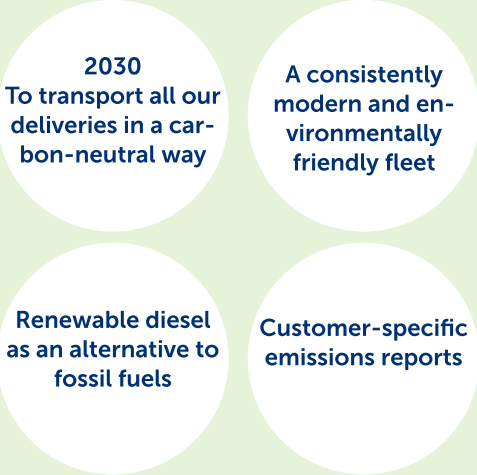 2030
To transport all our
deliveries in a car-
bon-neutral way
A consistently
modern and en-
vironmentally
friendly fleet
Renewable diesel
as an alternative to
fossil fuels
Customer-specific
emissions reports